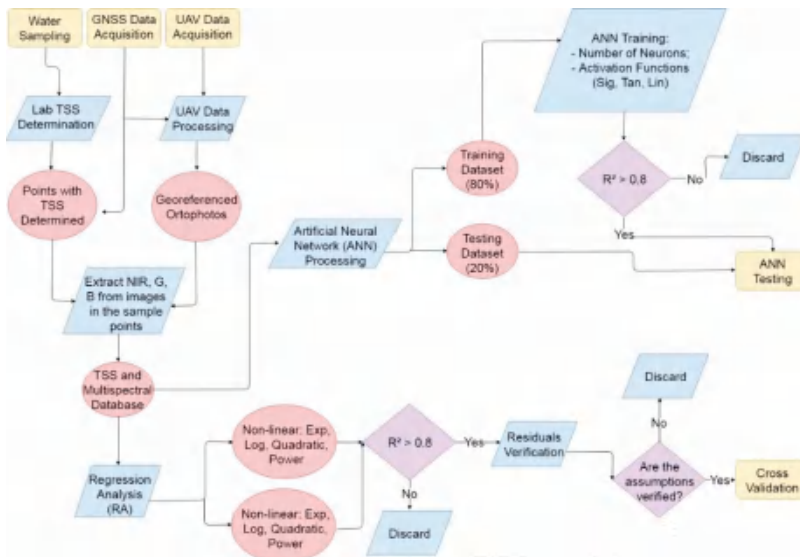 Water
Sampling
GNSS Data
Acquisition
UAV Data
Acquisition
Lab TSS
Determination
UAV Data
Processing
Points with
TSS
Determined
Georeferenced
Ortophotos
Extract NIR, G,
B from images
in the sample
points
TSS and
Multispectral
Database
Regression
Analysis
(RA)
Artificial Neural
Network (ANN)
Processing
Training
Dataset
(80%)
Testing
Dataset
(20%)
ANN Training:
- Number of Neurons;
- Activation Functions
(Sig, Tan, Lin)
R² > 0.8
No
Discard
Yes
ANN
Testing
Non-linear: Exp,
Log, Quadratic,
Power
Non-linear: Exp,
Log, Quadratic,
Power
R² > 0.8
No
Discard
Yes
Residuals
Verification
Are the
assumptions
verified?
No
Discard
Yes
Cross
Validation